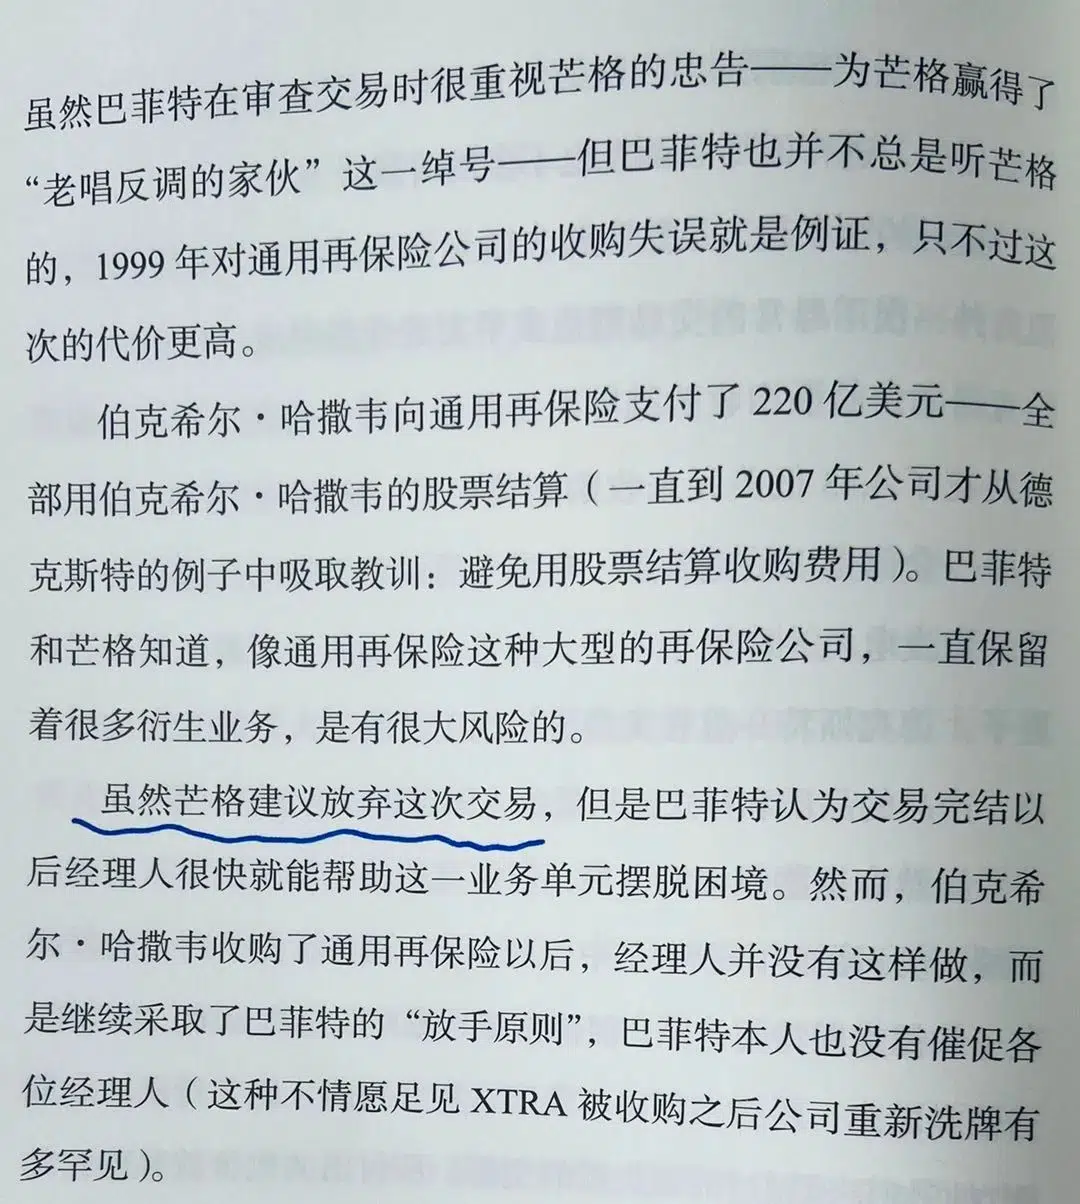 虽然巴菲特在审查交易时很重视芒格的忠告——为芒格赢得了
“老唱反调的家伙”这一绰号——但巴菲特也并不总是听芒格
的，1999 年对通用再保险公司的收购失误就是例证，只不过这
次的代价更高。
伯克希尔·哈撒韦向通用再保险支付了 220 亿美元——全
部用伯克希尔·哈撒韦的股票结算（一直到 2007 年公司才从德
克斯特的例子中吸取教训：避免用股票结算收购费用）。巴菲特
和芒格知道，像通用再保险这种大型的再保险公司，一直保留
着很多衍生业务，是有很大风险的。
虽然芒格建议放弃这次交易，但是巴菲特认为交易完结以
后经理人很快就能帮助这一业务单元摆脱困境。然而，伯克希
尔·哈撒韦收购了通用再保险以后，经理人并没有这样做，而
是继续采取了巴菲特的“放手原则”，巴菲特本人也没有催促各
位经理人（这种不情愿足见 XTRA 被收购之后公司重新洗牌有
多罕见）。